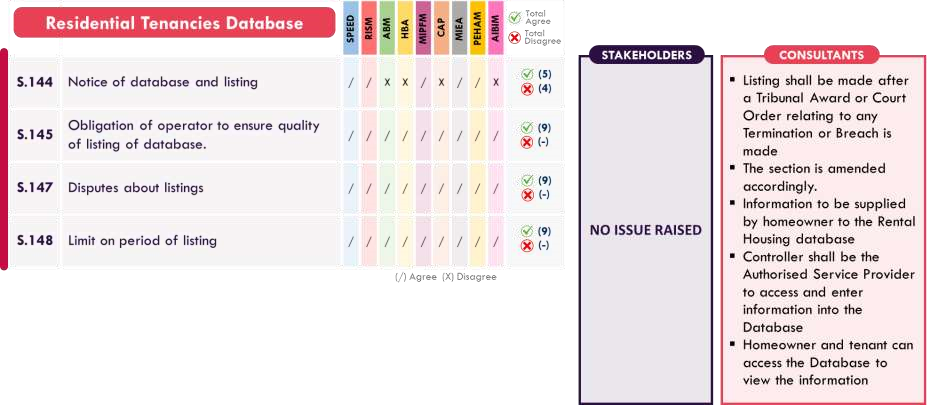 Residential Tenancies Database
SPEED
RISM
ABM
HBA
MIPFM
CAP
MIEA
PEHAM
AIBIM
Total
Agree
Total
Disagree
S.144 Notice of database and listing / / X X / X / / X (5)
(4)
S.145 Obligation of operator to ensure quality
of listing of database. / / / / / / / / / (9)
(-)
S.147 Disputes about listings / / / / / / / / / (9)
(-)
S.148 Limit on period of listing / / / / / / / / / (9)
(-)
(/) Agree (X) Disagree
STAKEHOLDERS
NO ISSUE RAISED
CONSULTANTS
▪ Listing shall be made after
a Tribunal Award or Court
Order relating to any
Termination or Breach is
made
▪ The section is amended
accordingly.
▪ Information to be supplied
by homeowner to the Rental
Housing database
▪ Controller shall be the
Authorised Service Provider
to access and enter
information into the
Database
▪ Homeowner and tenant can
access the Database to
view the information